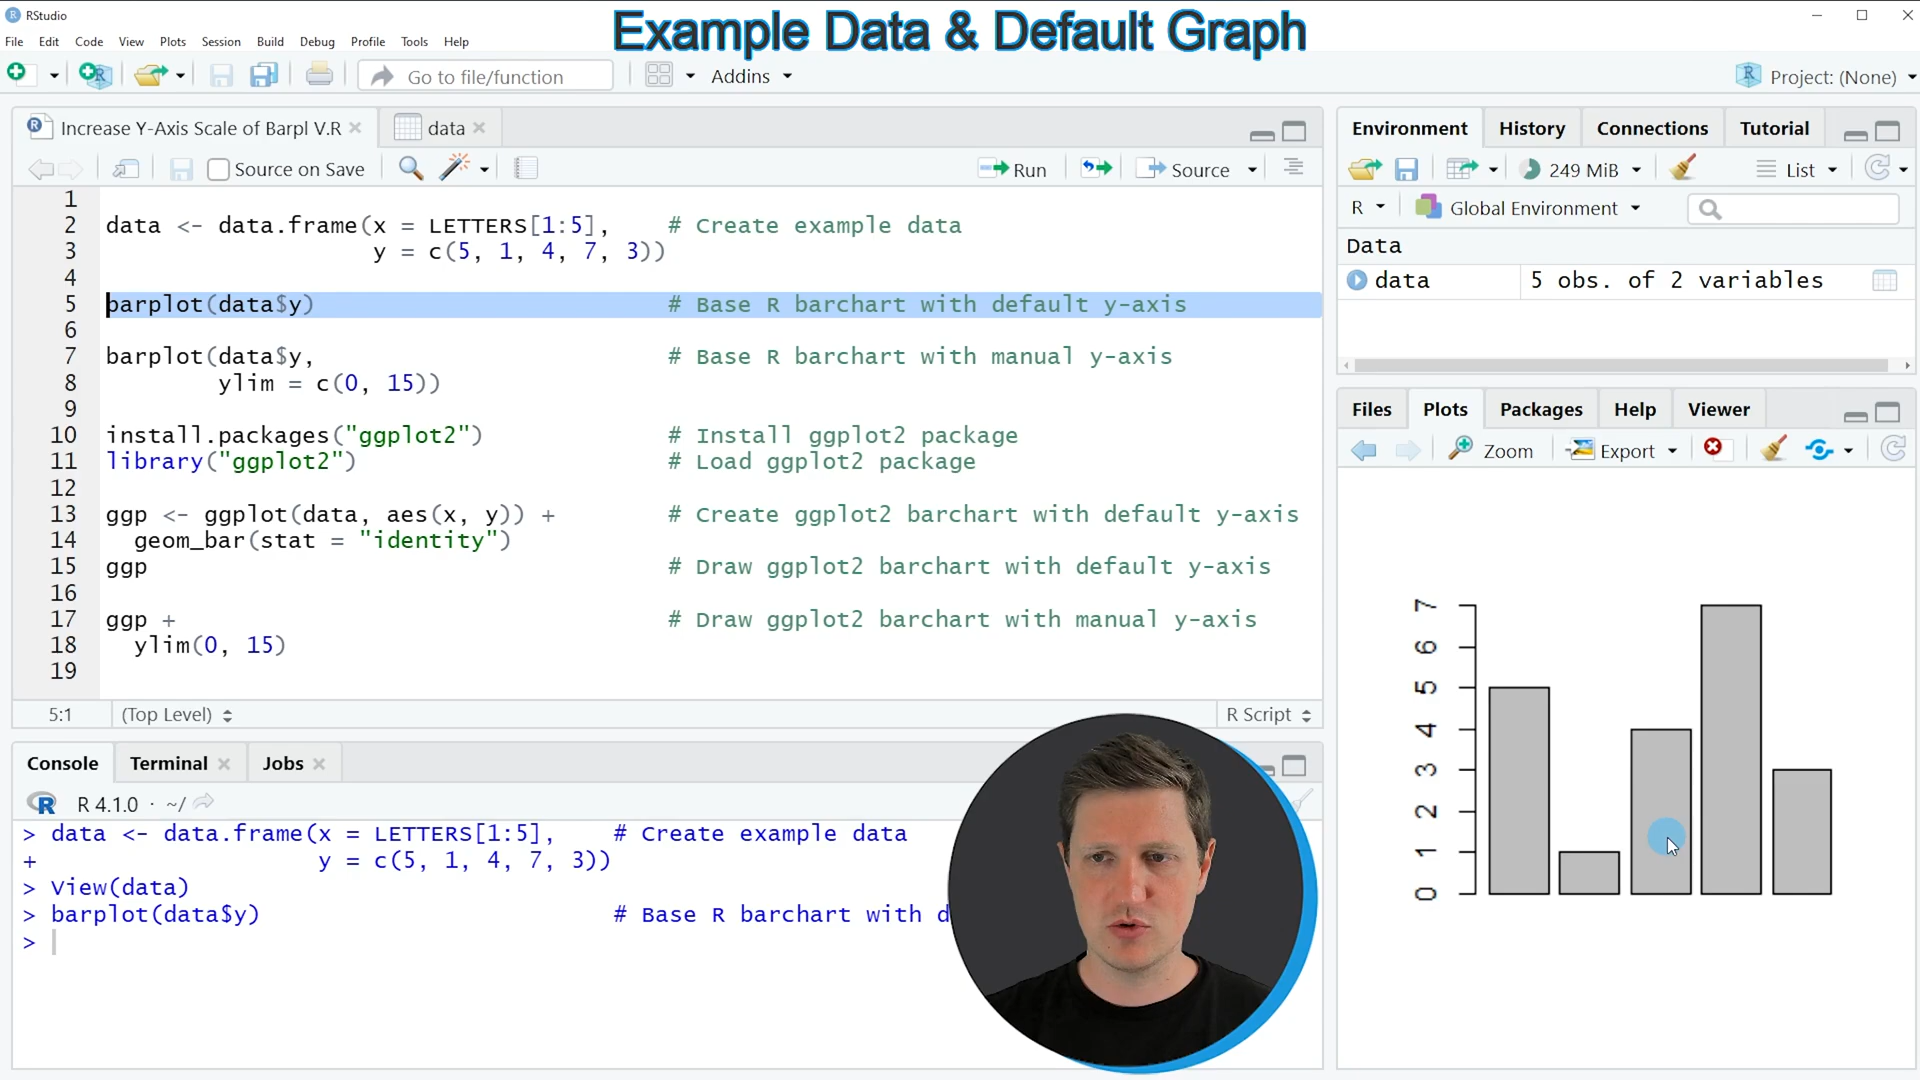 RStudio
Example Data & Default Graph
File Edit Code View Plots Session Build Debug Profile Tools Help
Go to file/function Addins Project: (None)
Increase Y-Axis Scale of Barpl V.R data
Source on Save Run Source
1
2 data <- data.frame(x = LETTERS[1:5], # Create example data
3 y = c(5, 1, 4, 7, 3))
4
5 barplot(data$y) # Base R barchart with default y-axis
6
7 barplot(data$y, # Base R barchart with manual y-axis
8 ylim = c(0, 15))
9
10 install.packages("ggplot2") # Install ggplot2 package
11 library("ggplot2") # Load ggplot2 package
12
13 ggp <- ggplot(data, aes(x, y)) + # Create ggplot2 barchart with default y-axis
14 geom_bar(stat = "identity")
15 ggp # Draw ggplot2 barchart with default y-axis
16
17 ggp + # Draw ggplot2 barchart with manual y-axis
18 ylim(0, 15)
19
5:1 (Top Level) R Script
Console Terminal Jobs
R 4.1.0 · ~/
> data <- data.frame(x = LETTERS[1:5], # Create example data
+ y = c(5, 1, 4, 7, 3))
> View(data)
> barplot(data$y) # Base R barchart with d
>
Environment History Connections Tutorial
249 MiB List
R Global Environment
Data
data 5 obs. of 2 variables
Files Plots Packages Help Viewer
Zoom Export
7
6
5
4
3
2
1
0